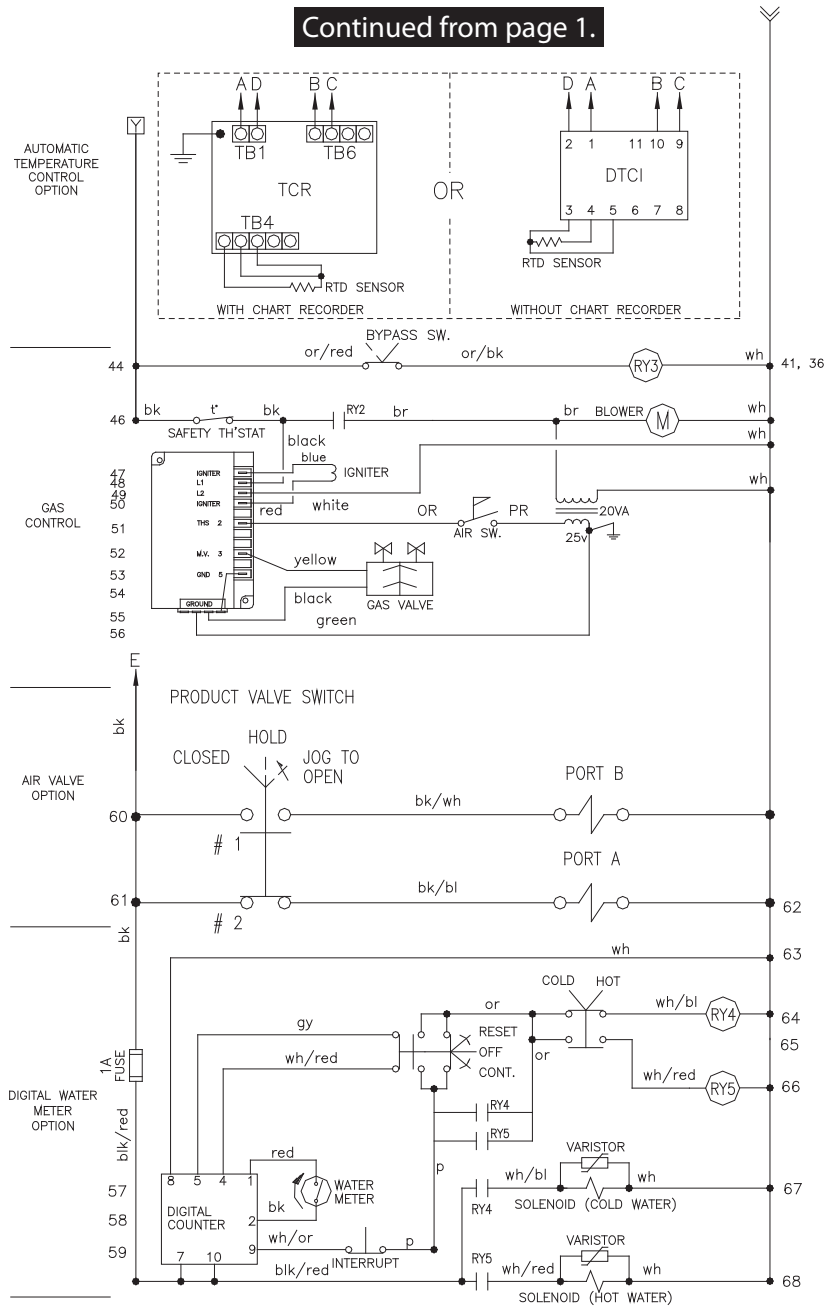 Continued from page 1.
A D B C
D A B C
Y
TB1 TB6
2 1 11 10 9
AUTOMATIC
TEMPERATURE
CONTROL
OPTION
TCR
OR
DTCI
TB4
3 4 5 6 7 8
RTD SENSOR
RTD SENSOR
WITH CHART RECORDER
WITHOUT CHART RECORDER
BYPASS SW.
or/red or/bk wh
44 RY3 41, 36
46 bk t° bk RY2 br br BLOWER M wh
SAFETY TH'STAT
black wh
blue
47 IGNITER IGNITER
48 L1 wh
49 L2
50 IGNITER red white
GAS
CONTROL
20VA
51 THS 2 OR AIR SW. PR
25v
52 M.V. 3 yellow
53 GND 5
54 black GAS VALVE
55 GROUND green
56
E
bk
PRODUCT VALVE SWITCH
HOLD
CLOSED JOG TO
OPEN
AIR VALVE
OPTION
PORT B
60 bk/wh
# 1
PORT A
61 bk/bl 62
# 2
bk
wh 63
COLD HOT
or wh/bl RY4 64
gy RESET
65
1A
FUSE
wh/red OFF or
CONT.
wh/red RY5 66
DIGITAL WATER
METER
OPTION
RY4
RY5
blk/red
p
red VARISTOR
8 5 4 1 wh/bl wh
57 WATER
METER 67
RY4 SOLENOID (COLD WATER)
58 DIGITAL
COUNTER 2 bk
59 9 wh/or INTERRUPT p
VARISTOR
7 10 RY5
blk/red wh/red wh 68
SOLENOID (HOT WATER)